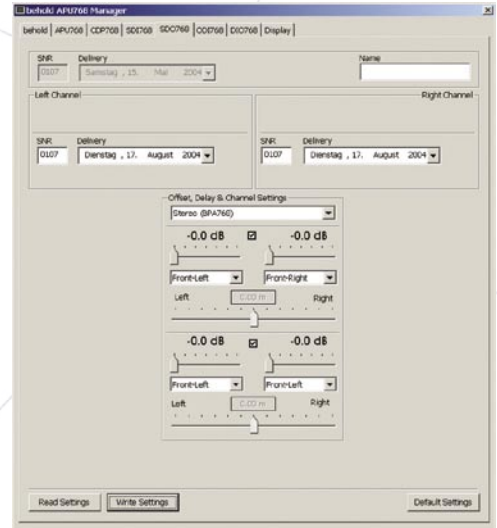 behold APU768 Manager
behold APU768 CDP768 SDI768 SDO768 ODI768 DIO768 Display
SNR Delivery Name
0107 Samstag , 15. Mai 2004
Left Channel Right Channel
SNR Delivery SNR Delivery
0107 Dienstag , 17. August 2004 0107 Dienstag , 17. August 2004
Offset, Delay & Channel Settings
Stereo (BPA768)
-0.0 dB -0.0 dB
Front-Left Front-Right
Left 0.00 m Right
-0.0 dB -0.0 dB
Front-Left Front-Left
Left 0.00 m Right
Read Settings Write Settings Default Settings